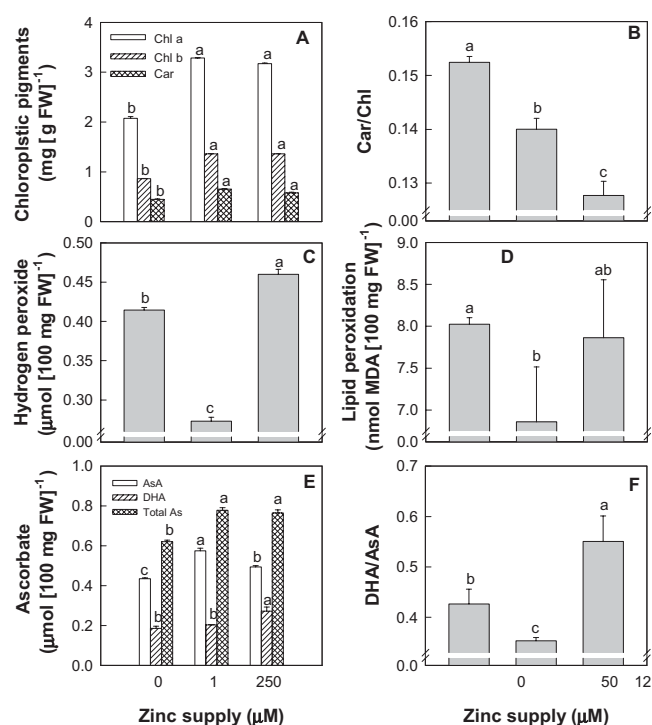 A
Chl a
Chl b
Car
Chloroplstic pigments
(mg [ g FW]-1
4
3
2
1
0
b
b
b
a
a
a
a
a
a
B
Car/Chl
0.16
0.15
0.14
0.13
0.00
a
b
c
C
Hydrogen peroxide
(µmol [100 mg FW]-1)
0.50
0.45
0.40
0.35
0.30
0.00
b
c
a
D
Lipid peroxidation
(nmol MDA [100 mg FW]-1
9.0
8.5
8.0
7.5
7.0
0.0
a
b
ab
E
AsA
DHA
Total As
Ascorbate
(µmol [100 mg FW]-1)
1.0
0.8
0.6
0.4
0.2
0.0
c
b
b
a
b
a
b
a
a
0 1 250
Zinc supply (µM)
F
DHA/AsA
0.7
0.6
0.5
0.4
0.0
b
c
a
0 50 12
Zinc supply (µM)